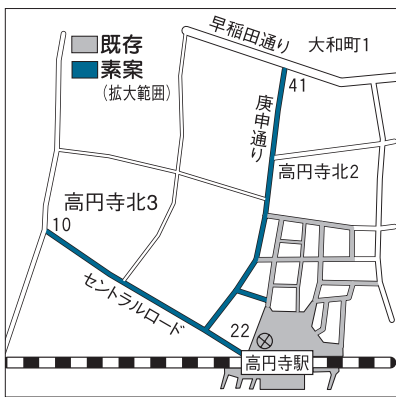 既存
素案
(拡大範囲)
早稲田通り
大和町1
41
庚申通り
高円寺北2
高円寺北3
10
セントラルロード
22
高円寺駅